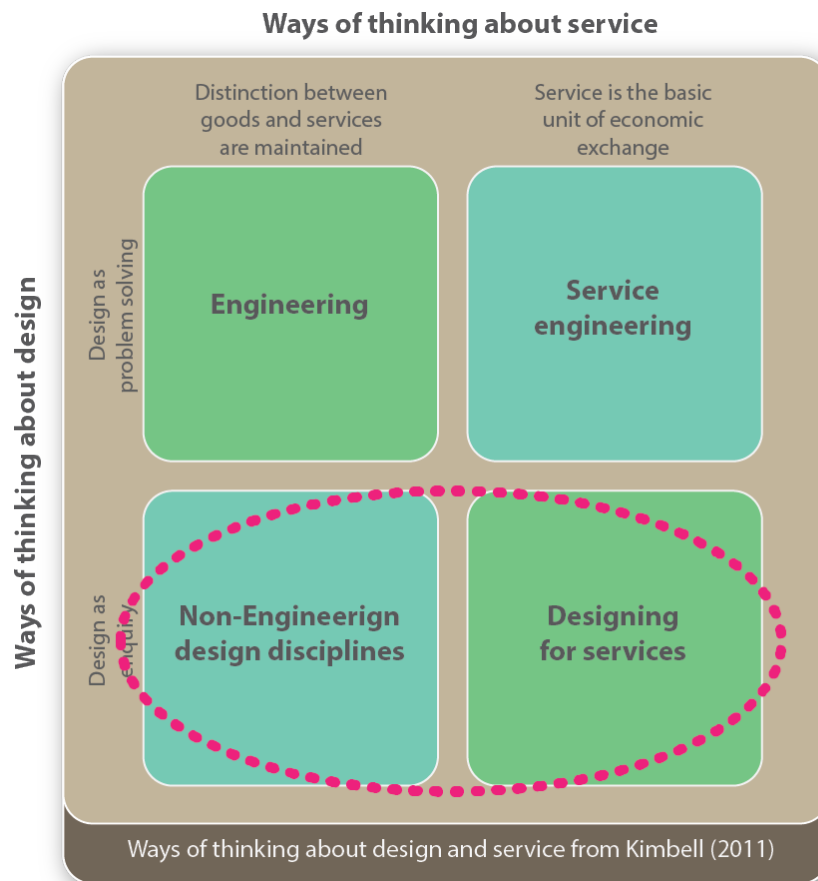 Ways of thinking about service
Distinction between
goods and services
are maintained
Service is the basic
unit of economic
exchange
Ways of thinking about design
Design as
problem solving
Engineering
Service
engineering
Design as
enquiry
Non-Engineerign
design disciplines
Designing
for services
Ways of thinking about design and service from Kimbell (2011)